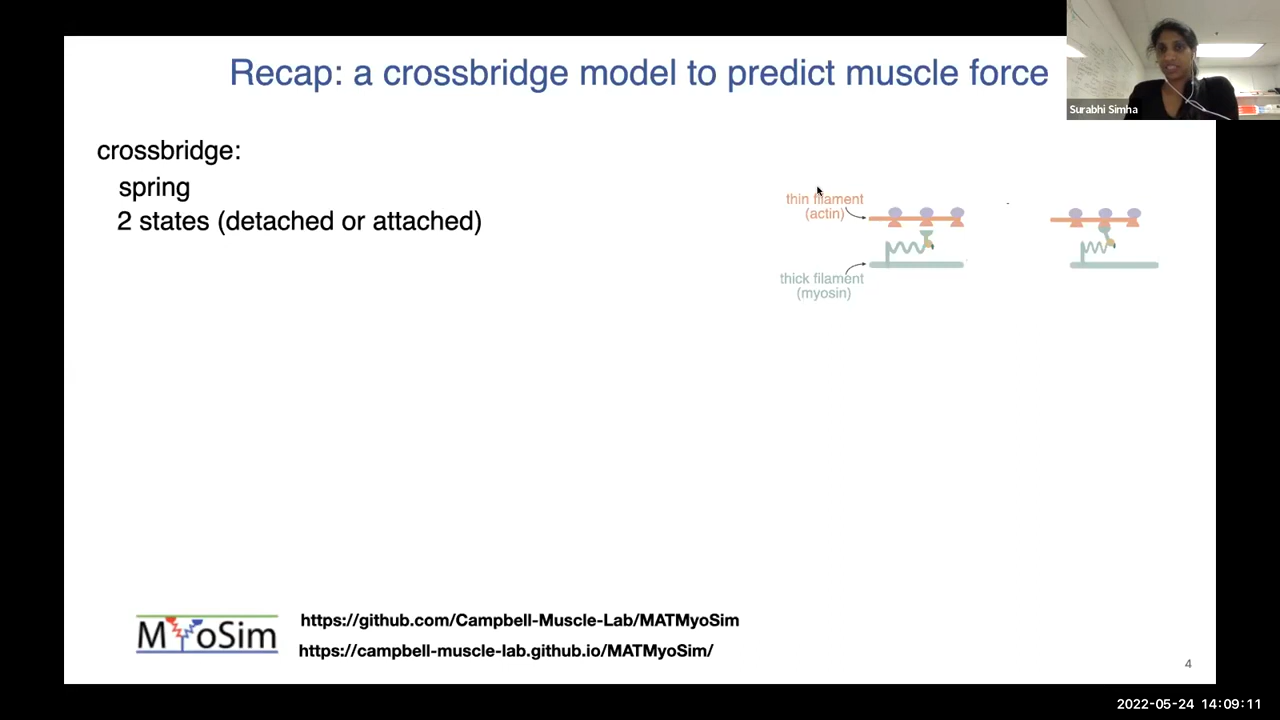 Recap: a crossbridge model to predict muscle force
Surabhi Simha
crossbridge:
spring
2 states (detached or attached)
thin filament
(actin)
thick filament
(myosin)
MyoSim
https://github.com/Campbell-Muscle-Lab/MATMyoSim
https://campbell-muscle-lab.github.io/MATMyoSim/
4
2022-05-24 14:09:11